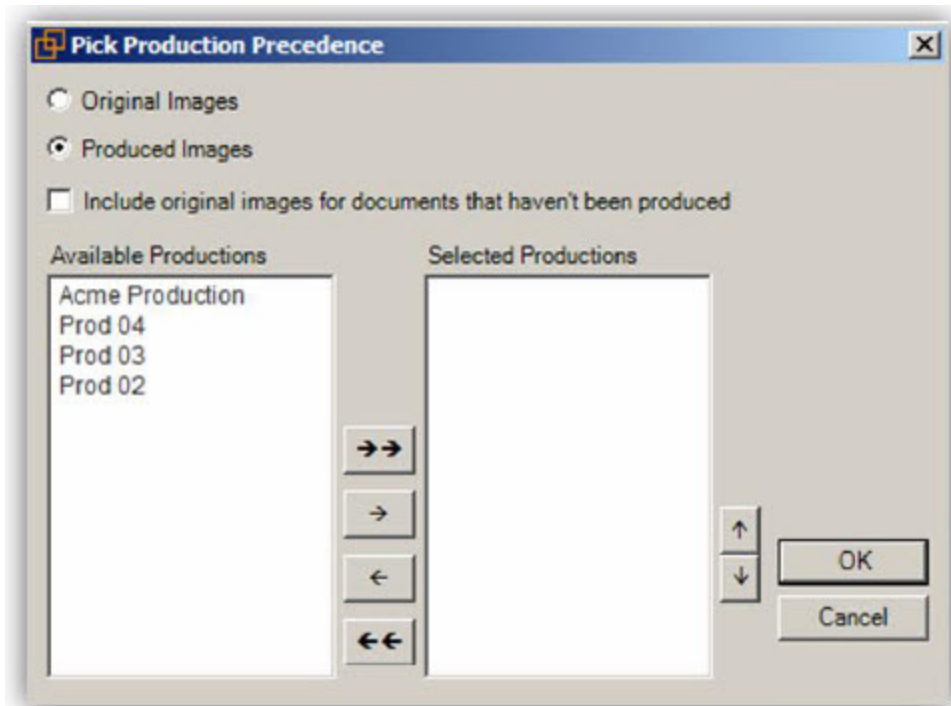 Pick Production Precedence
Original Images
Produced Images
Include original images for documents that haven't been produced
Available Productions
Selected Productions
Acme Production
Prod 04
Prod 03
Prod 02
OK
Cancel